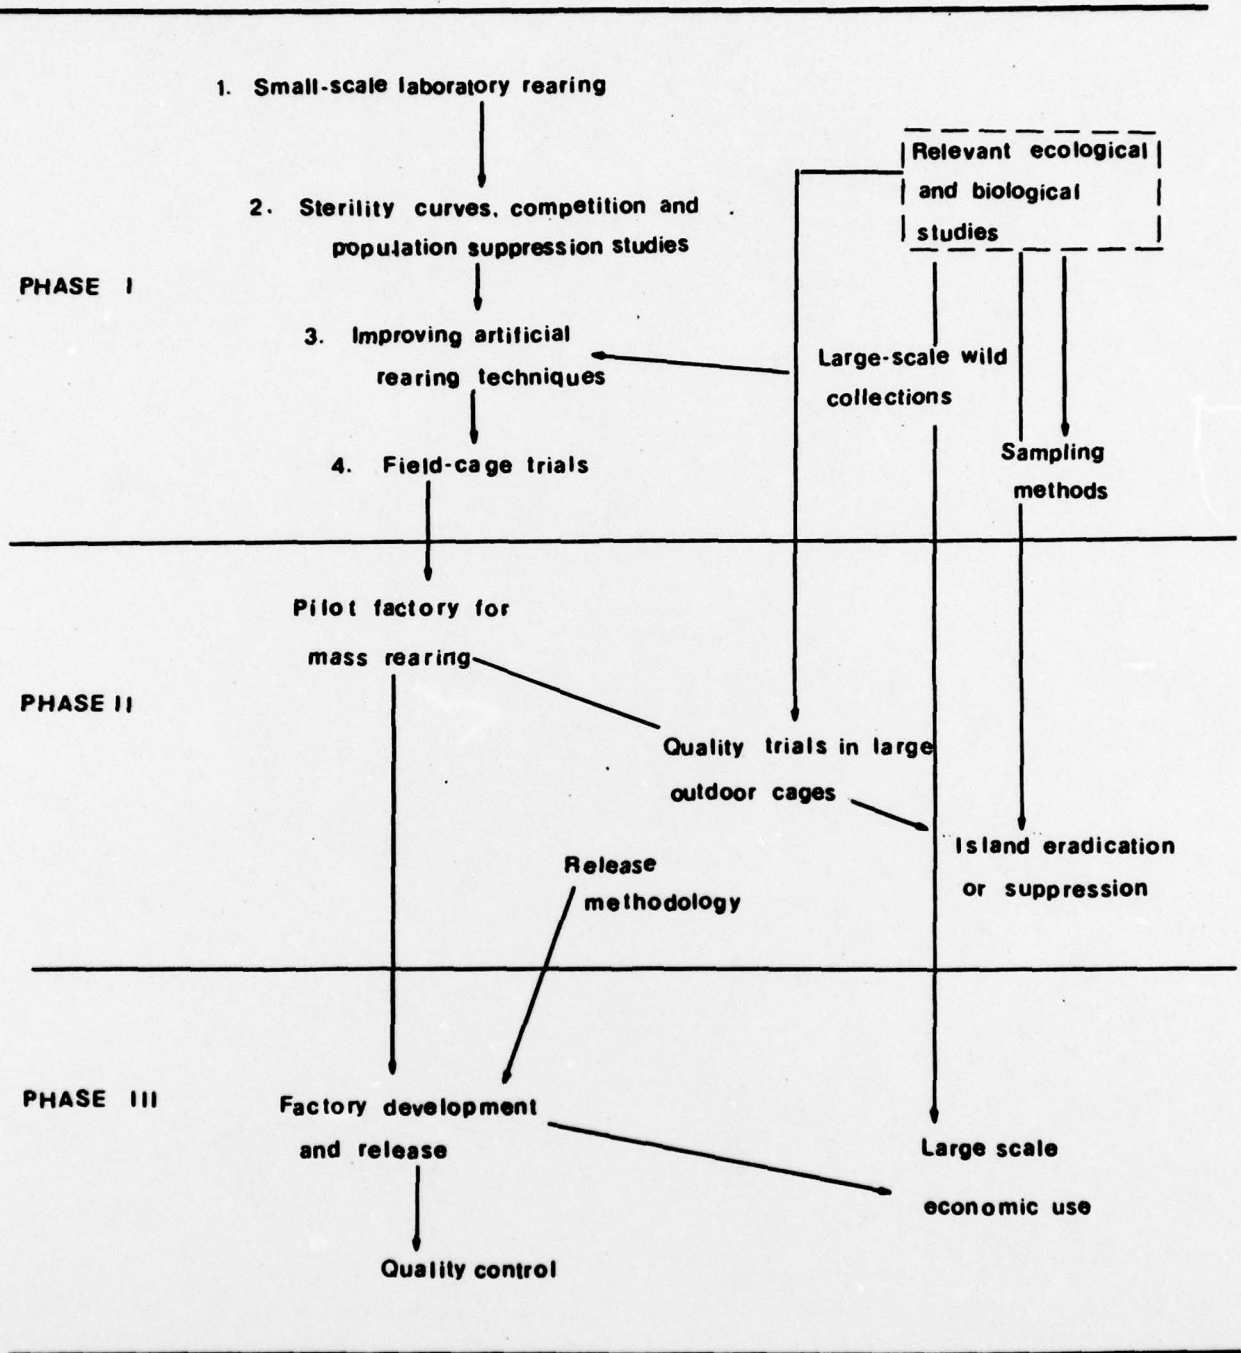 1. Small-scale laboratory rearing
Relevant ecological
and biological
studies
2. Sterility curves, competition and
population suppression studies
PHASE I
3. Improving artificial
rearing techniques
Large-scale wild
collections
4. Field-cage trials
Sampling
methods
Pilot factory for
mass rearing
PHASE II
Quality trials in large
outdoor cages
Island eradication
or suppression
Release
methodology
PHASE III
Factory development
and release
Large scale
economic use
Quality control